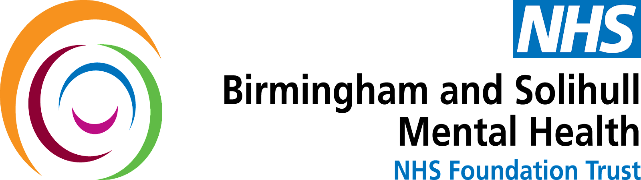 NHS
Birmingham and Solihull
Mental Health
NHS Foundation Trust